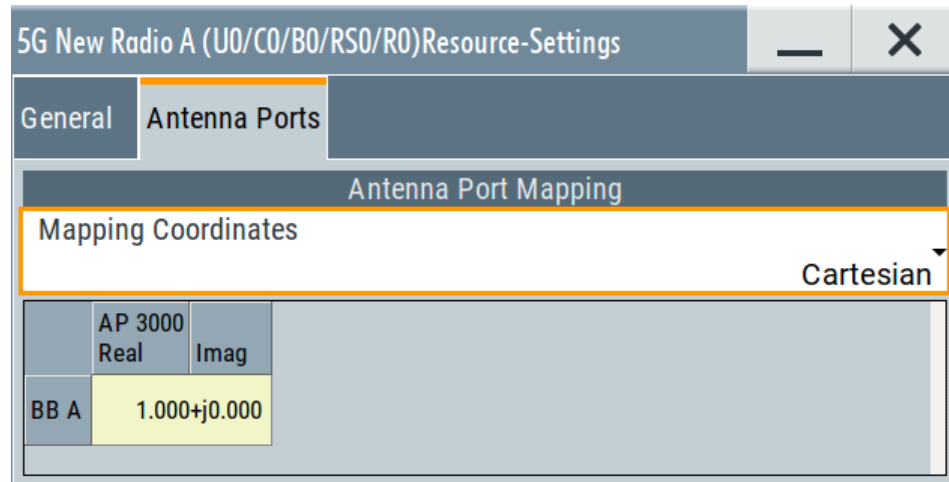 5G New Radio A (U0/C0/B0/RS0/R0)Resource-Settings
General Antenna Ports
Antenna Port Mapping
Mapping Coordinates
Cartesian
AP 3000
Real Imag
BB A 1.000+j0.000